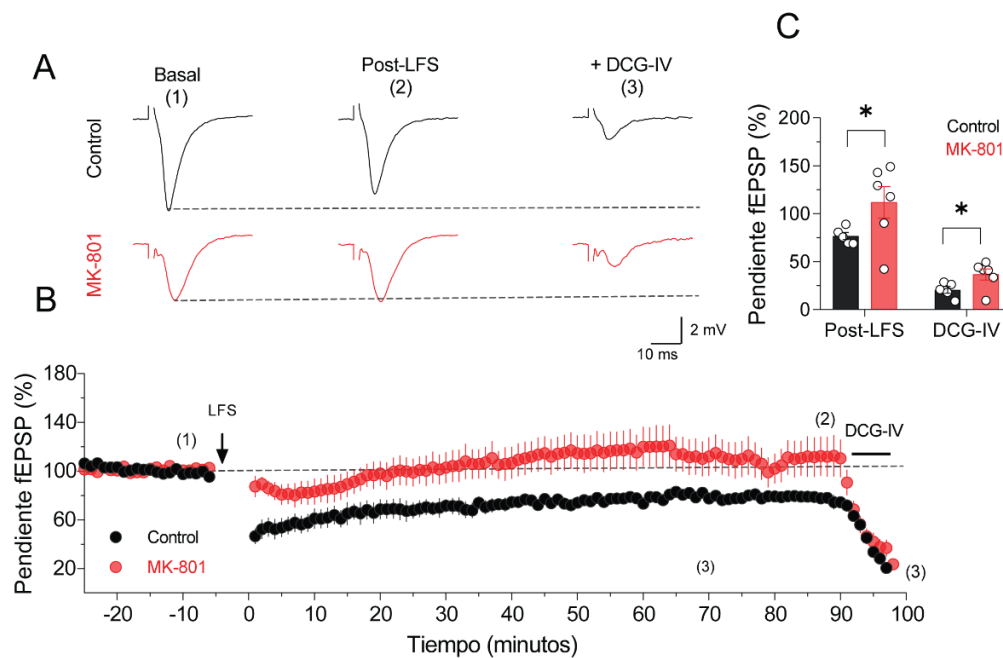 A
Basal
(1)
Post-LFS
(2)
+ DCG-IV
(3)
Control
MK-801
2 mV
10 ms
C
Pendiente fEPSP (%)
200
150
100
50
0
*
*
Control
MK-801
Post-LFS
DCG-IV
B
Pendiente fEPSP (%)
180
140
100
60
20
(1)
LFS
(2)
DCG-IV
Control
MK-801
(3)
(3)
-20
-10
0
10
20
30
40
50
60
70
80
90
100
Tiempo (minutos)